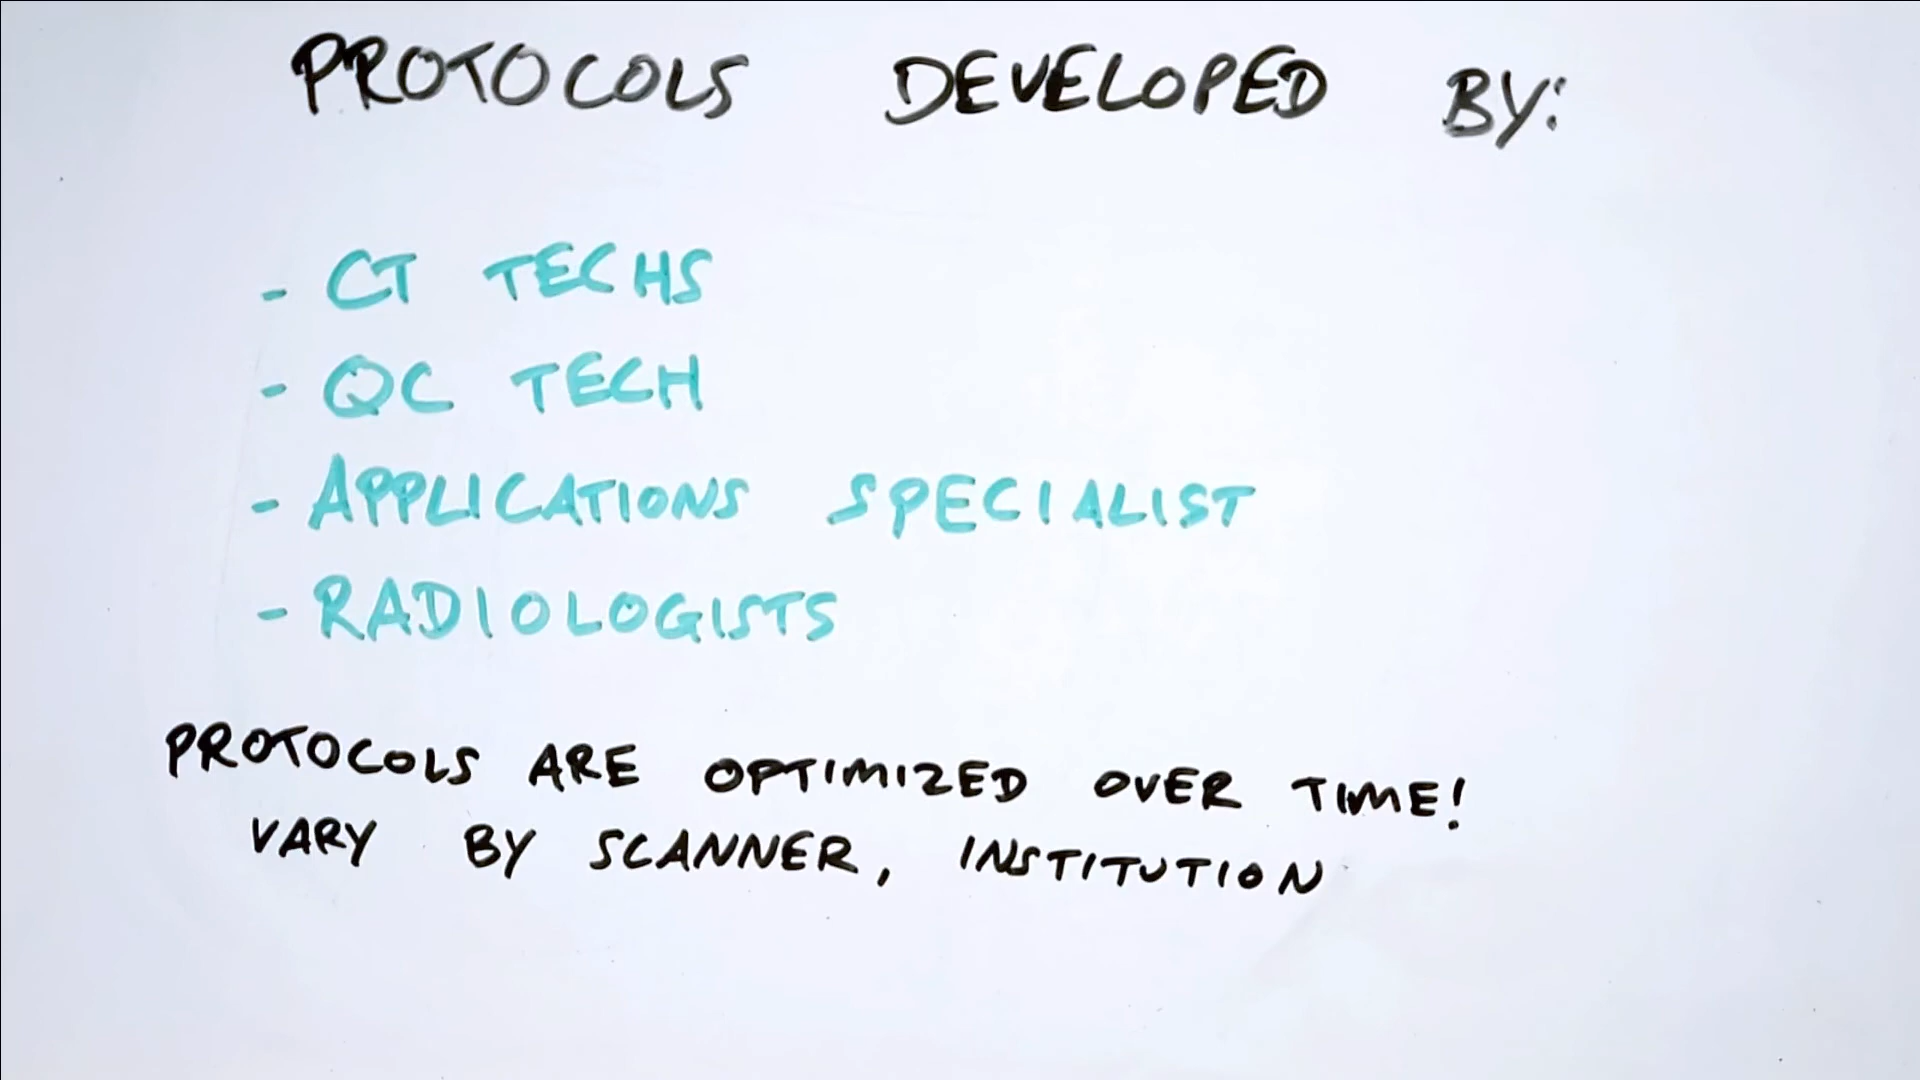 PROTOCOLS DEVELOPED BY:
- CT TECHS
- QC TECH
- APPLICATIONS SPECIALIST
- RADIOLOGISTS
PROTOCOLS ARE OPTIMIZED OVER TIME!
VARY BY SCANNER, INSTITUTION